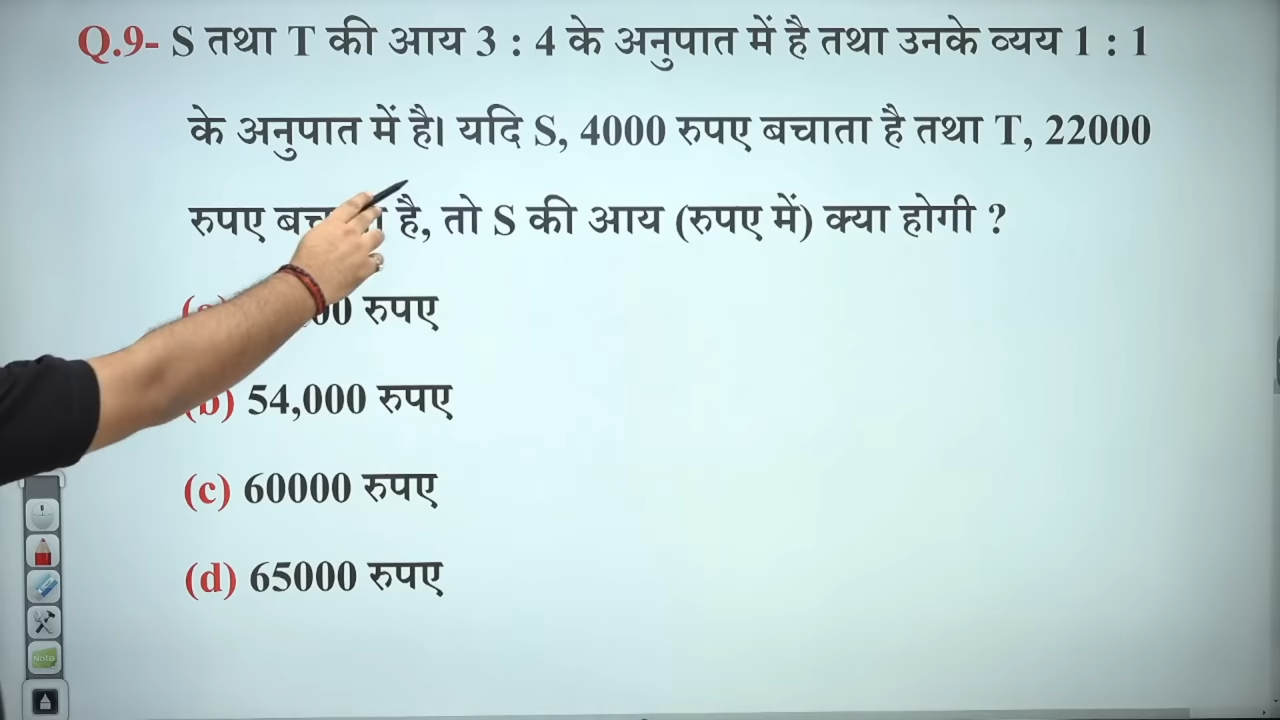 Q.9- S तथा T की आय 3 : 4 के अनुपात में है तथा उनके व्यय 1 : 1
के अनुपात में है। यदि S, 4000 रुपए बचाता है तथा T, 22000
रुपए है, तो S की आय (रुपए में) क्या होगी ?
रुपए
(b) 54,000 रुपए
(c) 60000 रुपए
(d) 65000 रुपए
NOTE